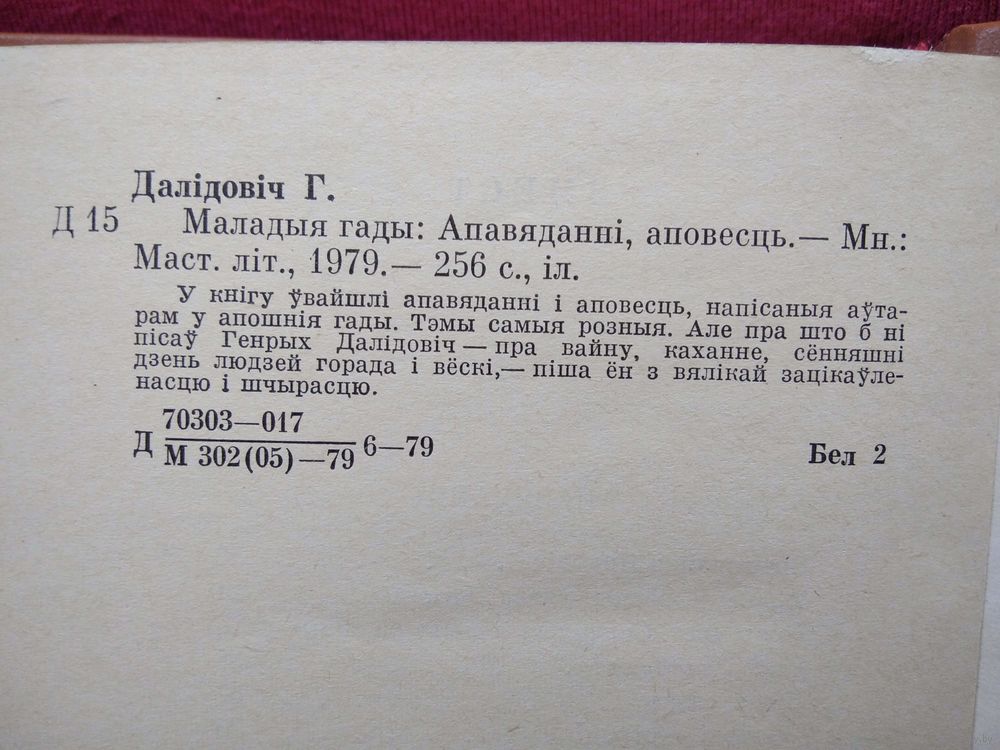 Далідовіч Г.
Д 15 Маладыя гады: Апавяданні, аповесць.— Мн.:
Маст. літ., 1979.— 256 с., іл.
У кнігу ўвайшлі апавяданні і аповесць, напісаныя аўта-
рам у апошнія гады. Тэмы самыя розныя. Але пра што б ні
пісаў Генрых Далідовіч — пра вайну, каханне, сённяшні
дзень людзей горада і вёскі,— піша ён з вялікай зацікаўле-
насцю і шчырасцю.
70303—017
Д М 302(05)—79 6—79
Бел 2